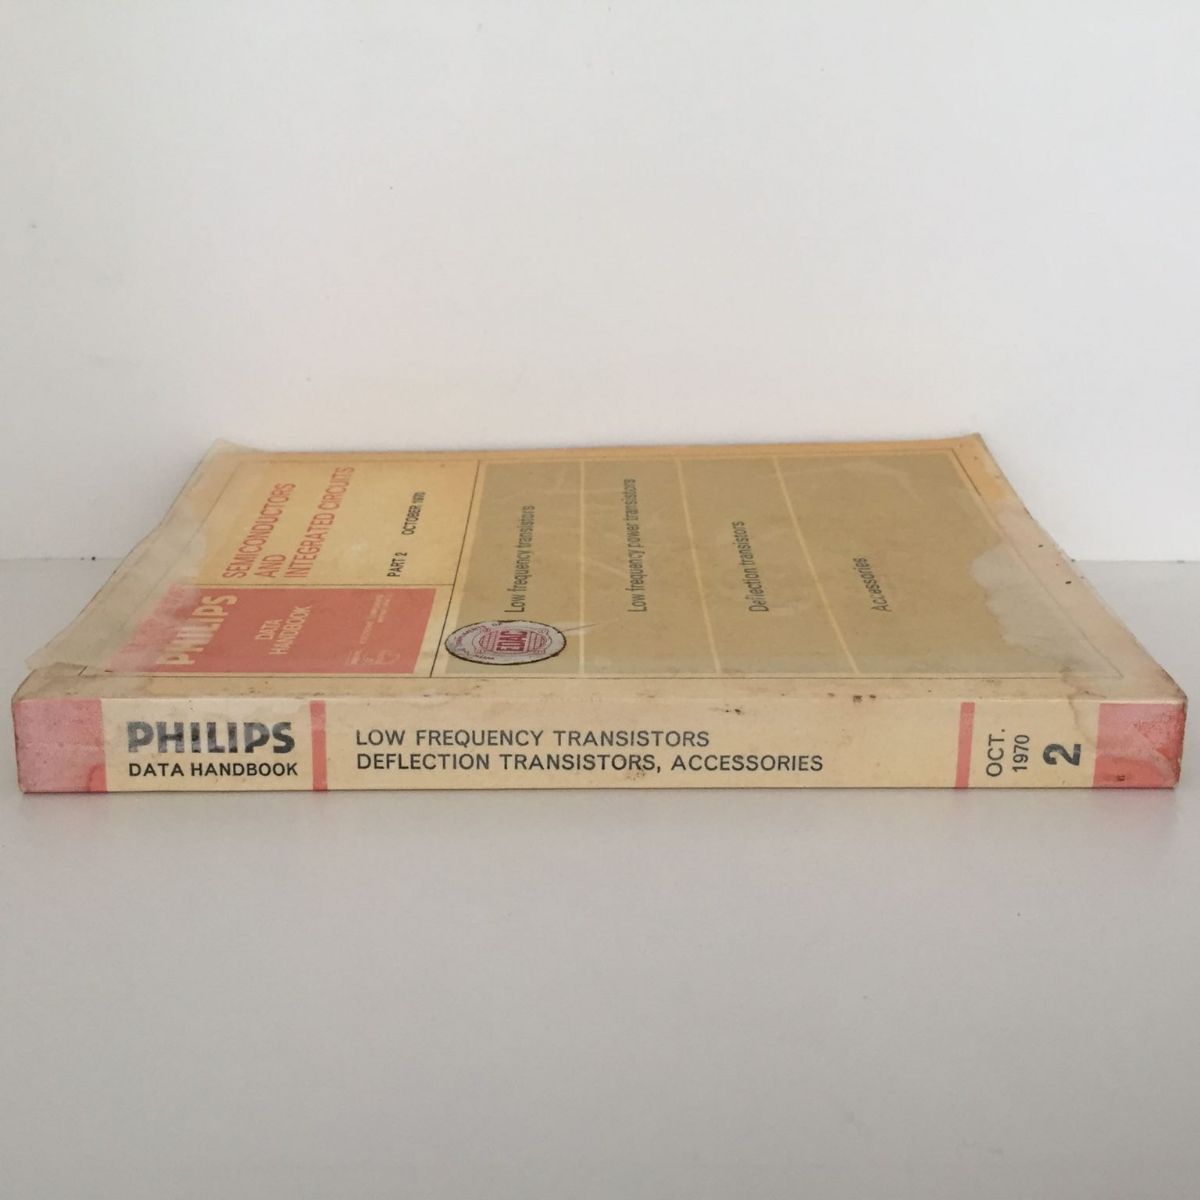 SEMICONDUCTORS
AND
INTEGRATED CIRCUITS
PART 2 OCTOBER 1970
PHILIPS
DATA
HANDBOOK
Low frequency transistors
Low frequency power transistors
Deflection transistors
Accessories
EDAC
PHILIPS
DATA HANDBOOK
LOW FREQUENCY TRANSISTORS
DEFLECTION TRANSISTORS, ACCESSORIES
OCT.
1970
2